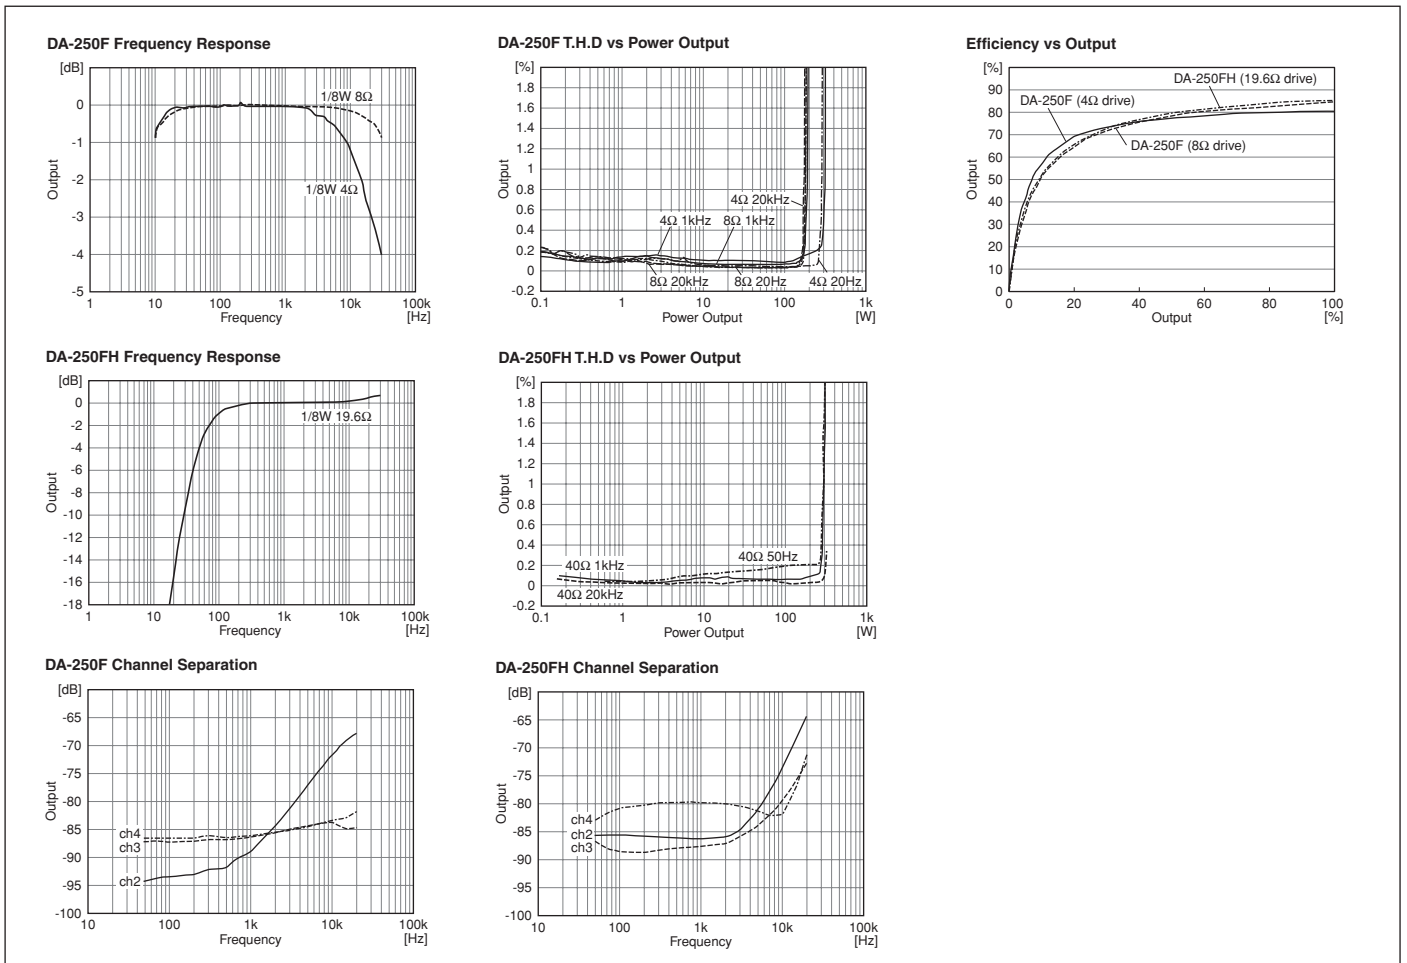 DA-250F Frequency Response
[dB]
0
-1
-2
-3
-4
-5
Output
1/8W 8Ω
1/8W 4Ω
1
10
100
1k
10k
100k
Frequency
[Hz]
DA-250F T.H.D vs Power Output
[%]
1.8
1.6
1.4
1.2
1
0.8
0.6
0.4
0.2
0
-0.2
Output
4Ω 20kHz
4Ω 1kHz
8Ω 1kHz
8Ω 20kHz
8Ω 20Hz
4Ω 20Hz
0.1
1
10
100
1k
Power Output
[W]
Efficiency vs Output
[%]
90
80
70
60
50
40
30
20
10
0
Output
DA-250FH (19.6Ω drive)
DA-250F (4Ω drive)
DA-250F (8Ω drive)
0
20
40
60
80
100
Output
[%]
DA-250FH Frequency Response
[dB]
0
-2
-4
-6
-8
-10
-12
-14
-16
-18
Output
1/8W 19.6Ω
1
10
100
1k
10k
100k
Frequency
[Hz]
DA-250FH T.H.D vs Power Output
[%]
1.8
1.6
1.4
1.2
1
0.8
0.6
0.4
0.2
0
-0.2
Output
40Ω 50Hz
40Ω 1kHz
40Ω 20kHz
0.1
1
10
100
1k
Power Output
[W]
DA-250F Channel Separation
[dB]
-65
-70
-75
-80
-85
-90
-95
-100
Output
ch4
ch3
ch2
10
100
1k
10k
100k
Frequency
[Hz]
DA-250FH Channel Separation
[dB]
-65
-70
-75
-80
-85
-90
-95
-100
Output
ch4
ch2
ch3
10
100
1k
10k
100k
Frequency
[Hz]